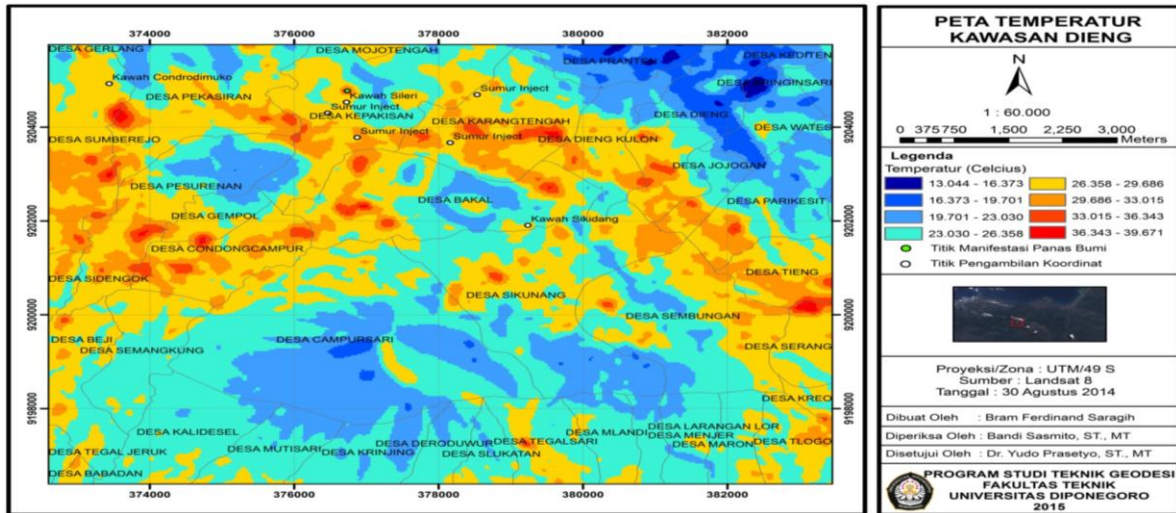 374000 376000 378000 380000 382000
DESA GERLANG
DESA MOJOTENGAH
DESA KEDITEN
DESA PRANTEN
Kawah Condrodimuko
DESA PEKASIRAN
Kawah Sileri
Sumur Inject
Sumur Inject
DESA KEPAKISAN
DESA KARANGTENGAH
DESA DIENG
DESA SUMBEREJO
Sumur Inject
Sumur Inject
DESA DIENG KULON
DESA JOJOGAN
DESA PESURENAN
DESA BAKAL
DESA PARIKESIT
DESA GEMPOL
Kawah Sikidang
DESA CONDONGCAMPUR
DESA SIDENGOK
DESA TIENG
DESA SIKUNANG
DESA SEMBUNGAN
DESA BEJI
DESA SEMANGKUNG
DESA CAMPURSARI
DESA SERANG
DESA KREO
DESA KALIDESEL
DESA MUTISARI
DESA DERODUWUR
DESA MLANDI
DESA LARANGAN LOR
DESA MENJER
DESA MARON
DESA TLOGO
DESA TEGALSARI
DESA TEGAL JERUK
DESA KRINJING
DESA SLUKATAN
DESA BABADAN
374000 376000 378000 380000 382000
9204000
9202000
9200000
9198000
9204000
9202000
9200000
9198000
PETA TEMPERATUR
KAWASAN DIENG
N
1 : 60.000
0 375 750 1,500 2,250 3,000
Meters
Legenda
Temperatur (Celcius)
13.044 - 16.373 26.358 - 29.686
16.373 - 19.701 29.686 - 33.015
19.701 - 23.030 33.015 - 36.343
23.030 - 26.358 36.343 - 39.671
Titik Manifestasi Panas Bumi
Titik Pengambilan Koordinat
Proyeksi/Zona : UTM/49 S
Sumber : Landsat 8
Tanggal : 30 Agustus 2014
Dibuat Oleh : Bram Ferdinand Saragih
Diperiksa Oleh : Bandi Sasmito, ST., MT
Disetujui Oleh : Dr. Yudo Prasetyo, ST., MT
PROGRAM STUDI TEKNIK GEODESI
FAKULTAS TEKNIK
UNIVERSITAS DIPONEGORO
2015